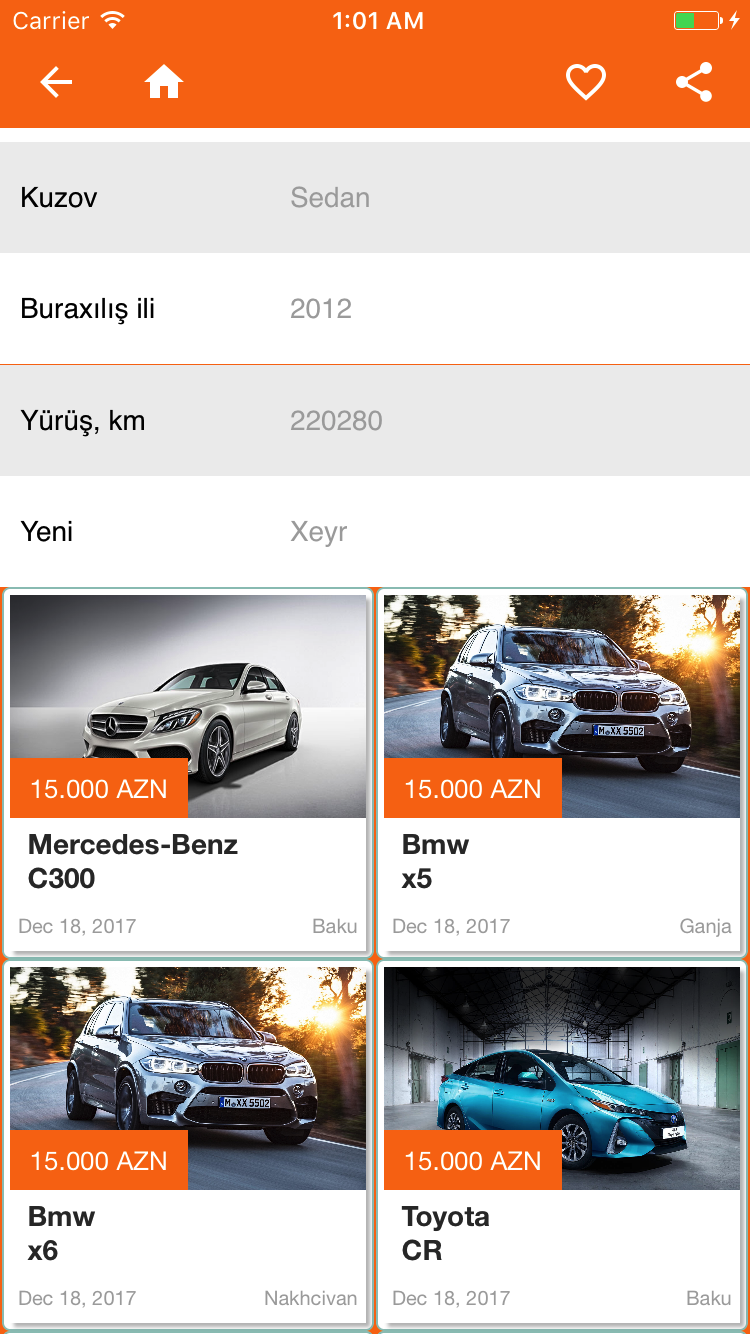 Carrier 1:01 AM
Kuzov Sedan
Buraxılış ili 2012
Yürüş, km 220280
Yeni Xeyr
M XX 5502
15.000 AZN 15.000 AZN
Mercedes-Benz Bmw
C300 x5
Dec 18, 2017 Baku Dec 18, 2017 Ganja
M XX 5502
15.000 AZN 15.000 AZN
Bmw Toyota
x6 CR
Dec 18, 2017 Nakhcivan Dec 18, 2017 Baku